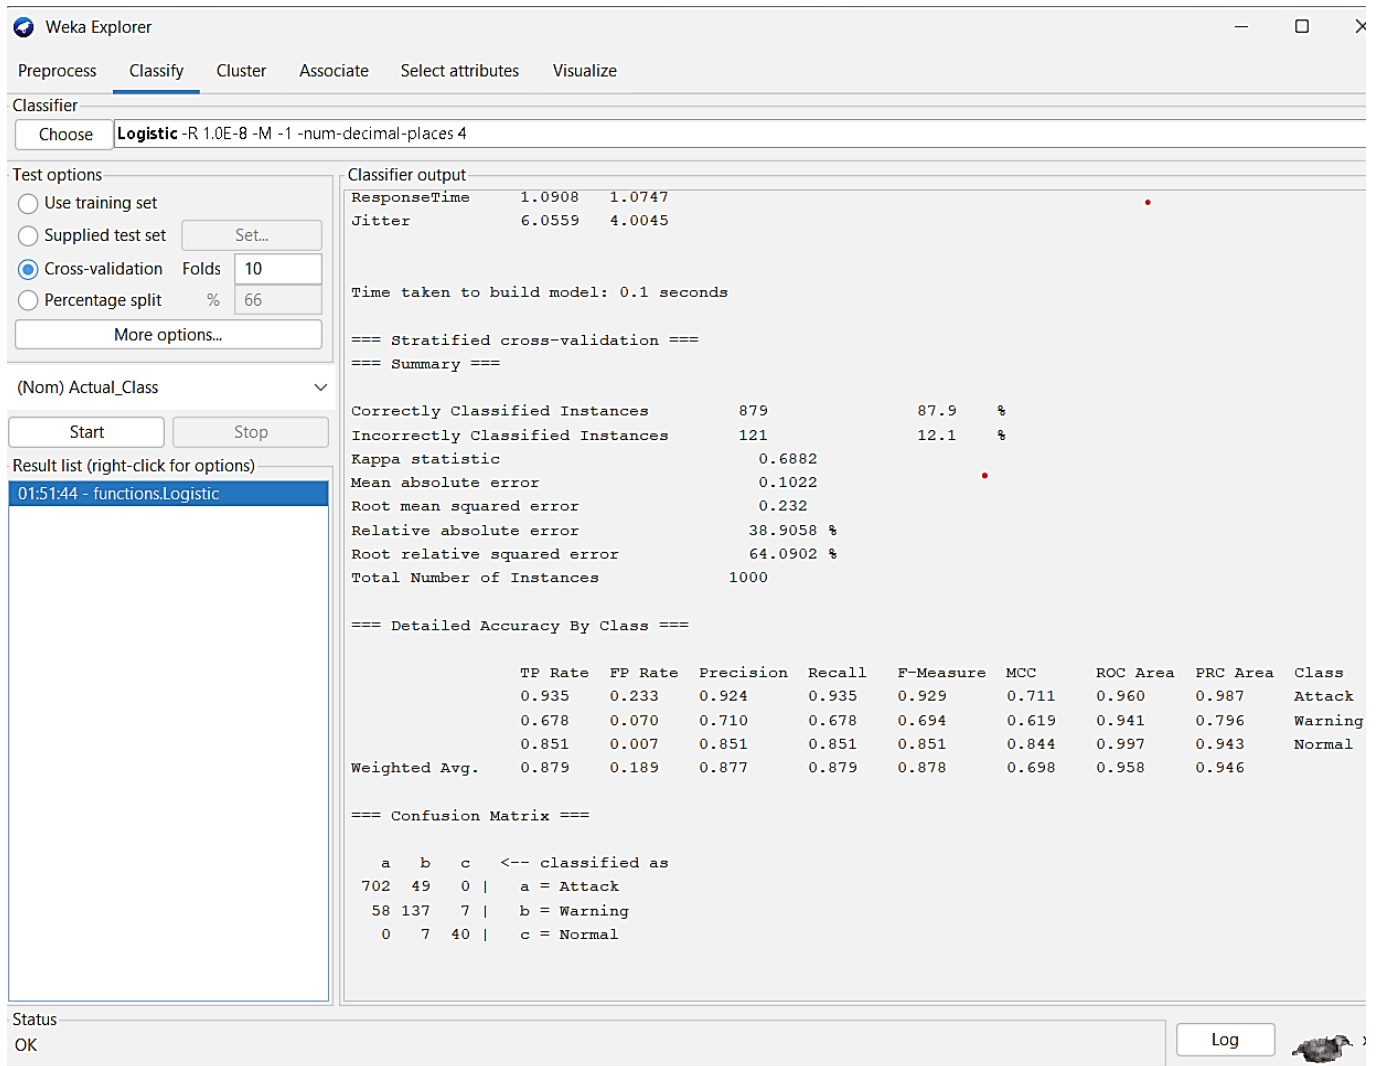 Weka Explorer
Preprocess Classify Cluster Associate Select attributes Visualize
Classifier
Choose Logistic -R 1.0E-8 -M -1 -num-decimal-places 4
Test options
Use training set
Supplied test set Set...
Cross-validation Folds 10
Percentage split % 66
More options...
(Nom) Actual_Class
Start Stop
Result list (right-click for options)
01:51:44 - functions.Logistic
Classifier output
ResponseTime 1.0908 1.0747
Jitter 6.0559 4.0045
Time taken to build model: 0.1 seconds
=== Stratified cross-validation ===
=== Summary ===
Correctly Classified Instances 879 87.9 %
Incorrectly Classified Instances 121 12.1 %
Kappa statistic 0.6882
Mean absolute error 0.1022
Root mean squared error 0.232
Relative absolute error 38.9058 %
Root relative squared error 64.0902 %
Total Number of Instances 1000
=== Detailed Accuracy By Class ===
TP Rate FP Rate Precision Recall F-Measure MCC ROC Area PRC Area Class
0.935 0.233 0.924 0.935 0.929 0.711 0.960 0.987 Attack
0.678 0.070 0.710 0.678 0.694 0.619 0.941 0.796 Warning
0.851 0.007 0.851 0.851 0.851 0.844 0.997 0.943 Normal
Weighted Avg. 0.879 0.189 0.877 0.879 0.878 0.698 0.958 0.946
=== Confusion Matrix ===
a b c <-- classified as
702 49 0 | a = Attack
58 137 7 | b = Warning
0 7 40 | c = Normal
Status
OK
Log
x